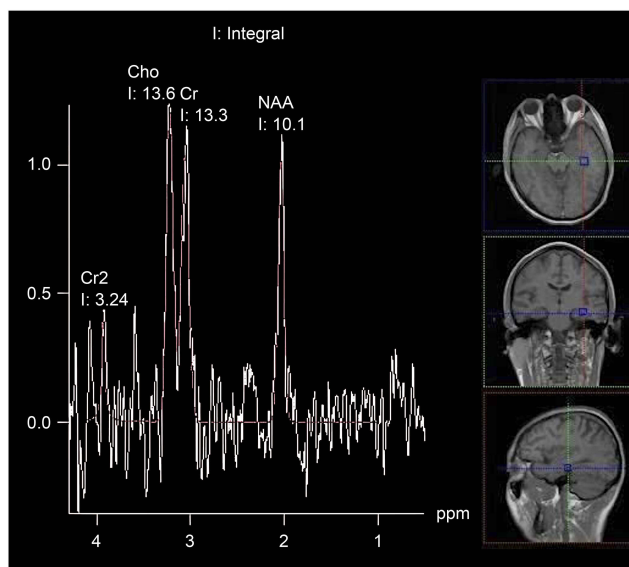 I: Integral
Cho
I: 13.6 Cr
I: 13.3
NAA
I: 10.1
Cr2
I: 3.24
1.0
0.5
0.0
ppm
4 3 2 1